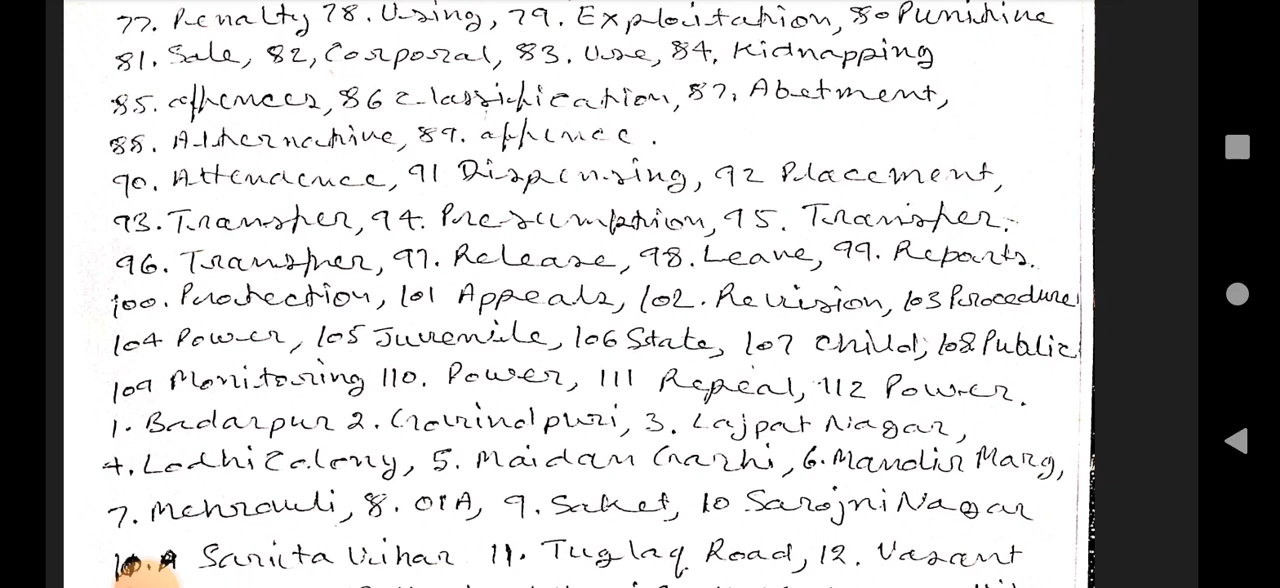 77. Penalty 78. Using, 79. Exploitation, 80 Punitive
81. Sale, 82, Corporal, 83. Use, 84. Kidnapping
85. offences, 86 Classification, 87. Abetment,
88. Alternative, 89. offence.
90. Attendence, 91 Dispensing, 92 Placement,
93. Transfer, 94. Presumption, 95. Transfer.
96. Transfer, 97. Release, 98. Leave, 99. Reports.
100. Protection, 101 Appeals, 102. Revision, 103 Procedure
104 Power, 105 Juvenile, 106 State, 107 Child, 108 Public
109 Monitoring 110. Power, 111 Repeal, 112 Power.
1. Badarpur 2. Govindpuri, 3. Lajpat Nagar,
4. Lodhi Colony, 5. Maidan Garhi, 6. Mandir Marg,
7. Mehrauli, 8. OIA, 9. Saket, 10 Sarojni Nagar
10. A Sarita Vihar 11. Tuglaq Road, 12. Vasant